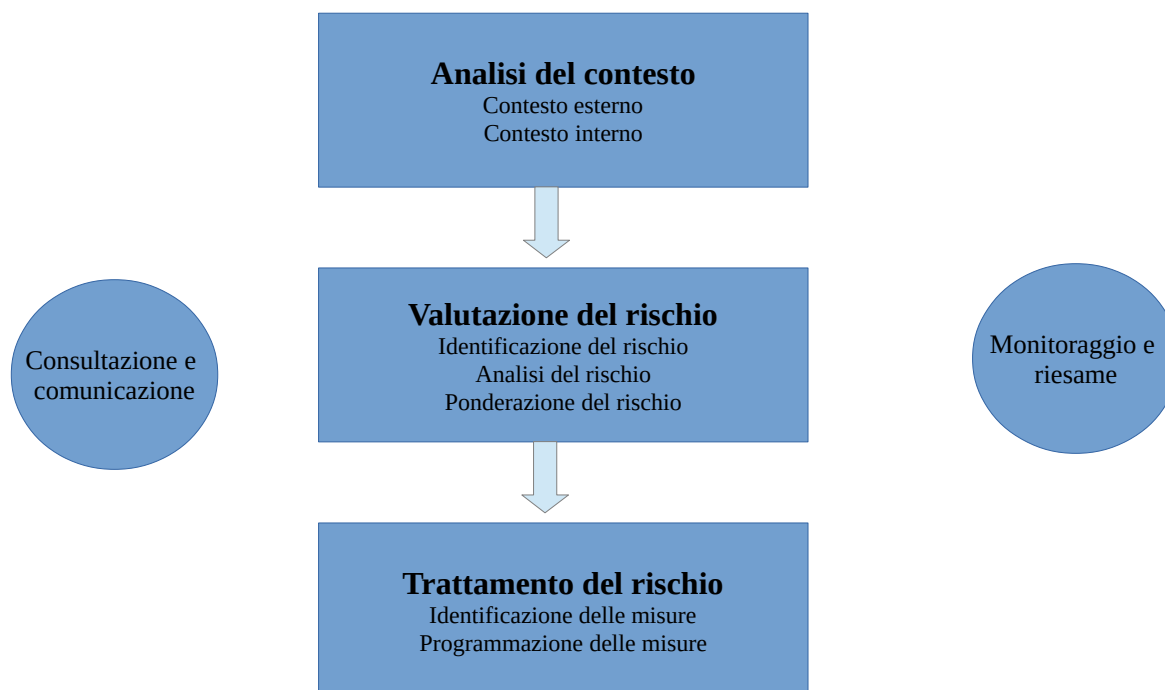 Analisi del contesto
Contesto esterno
Contesto interno
Valutazione del rischio
Identificazione del rischio
Analisi del rischio
Ponderazione del rischio
Consultazione e
comunicazione
Monitoraggio e
riesame
Trattamento del rischio
Identificazione delle misure
Programmazione delle misure